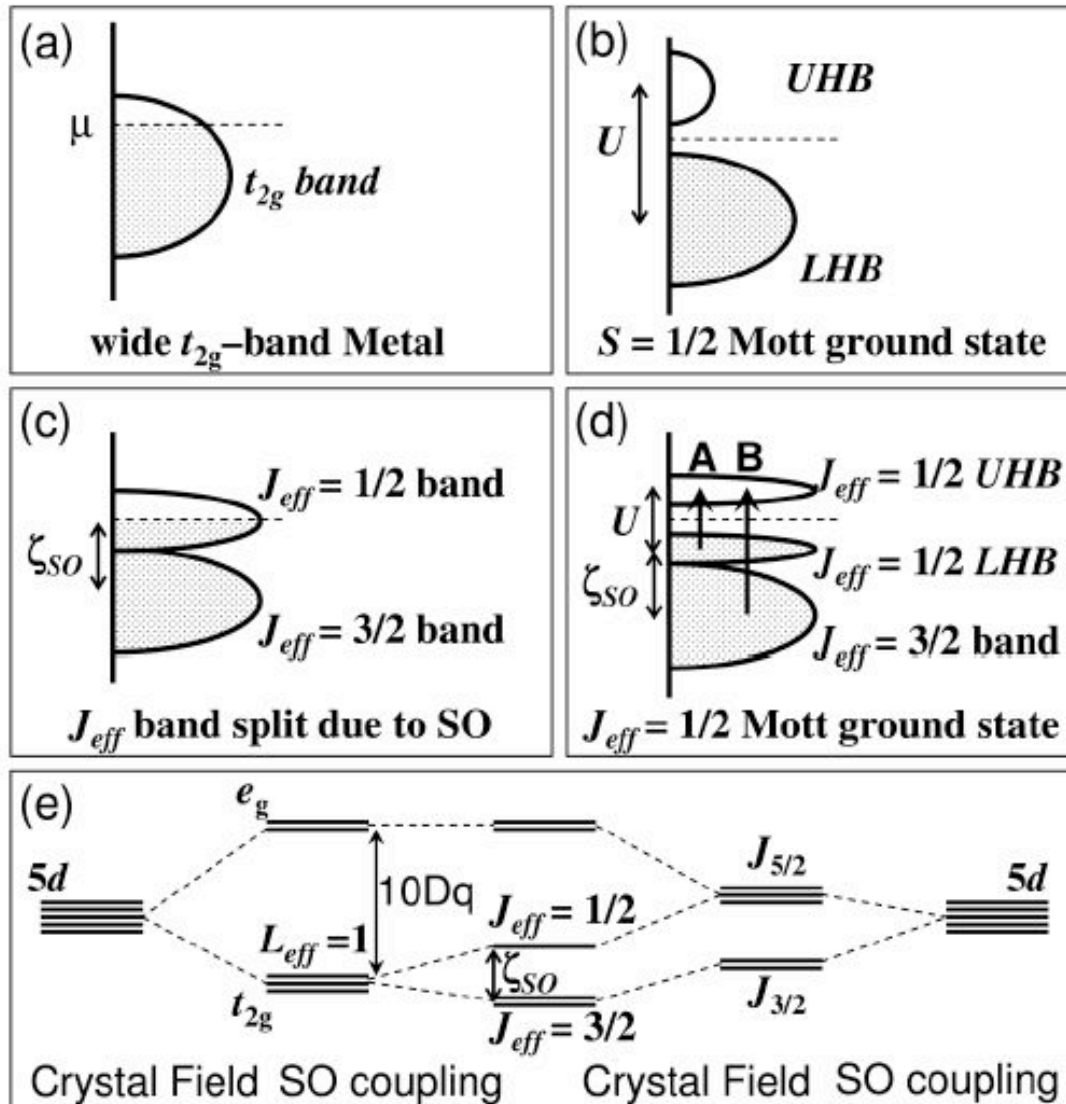 (a)
μ
t2g band
wide t2g–band Metal
(b)
UHB
U
LHB
S = 1/2 Mott ground state
(c)
Jeff = 1/2 band
ζSO
Jeff = 3/2 band
Jeff band split due to SO
(d)
A B
Jeff = 1/2 UHB
U
Jeff = 1/2 LHB
ζSO
Jeff = 3/2 band
Jeff = 1/2 Mott ground state
(e)
eg
5d
10Dq
Leff =1
t2g
Jeff = 1/2
ζSO
Jeff = 3/2
J5/2
J3/2
5d
Crystal Field SO coupling Crystal Field SO coupling